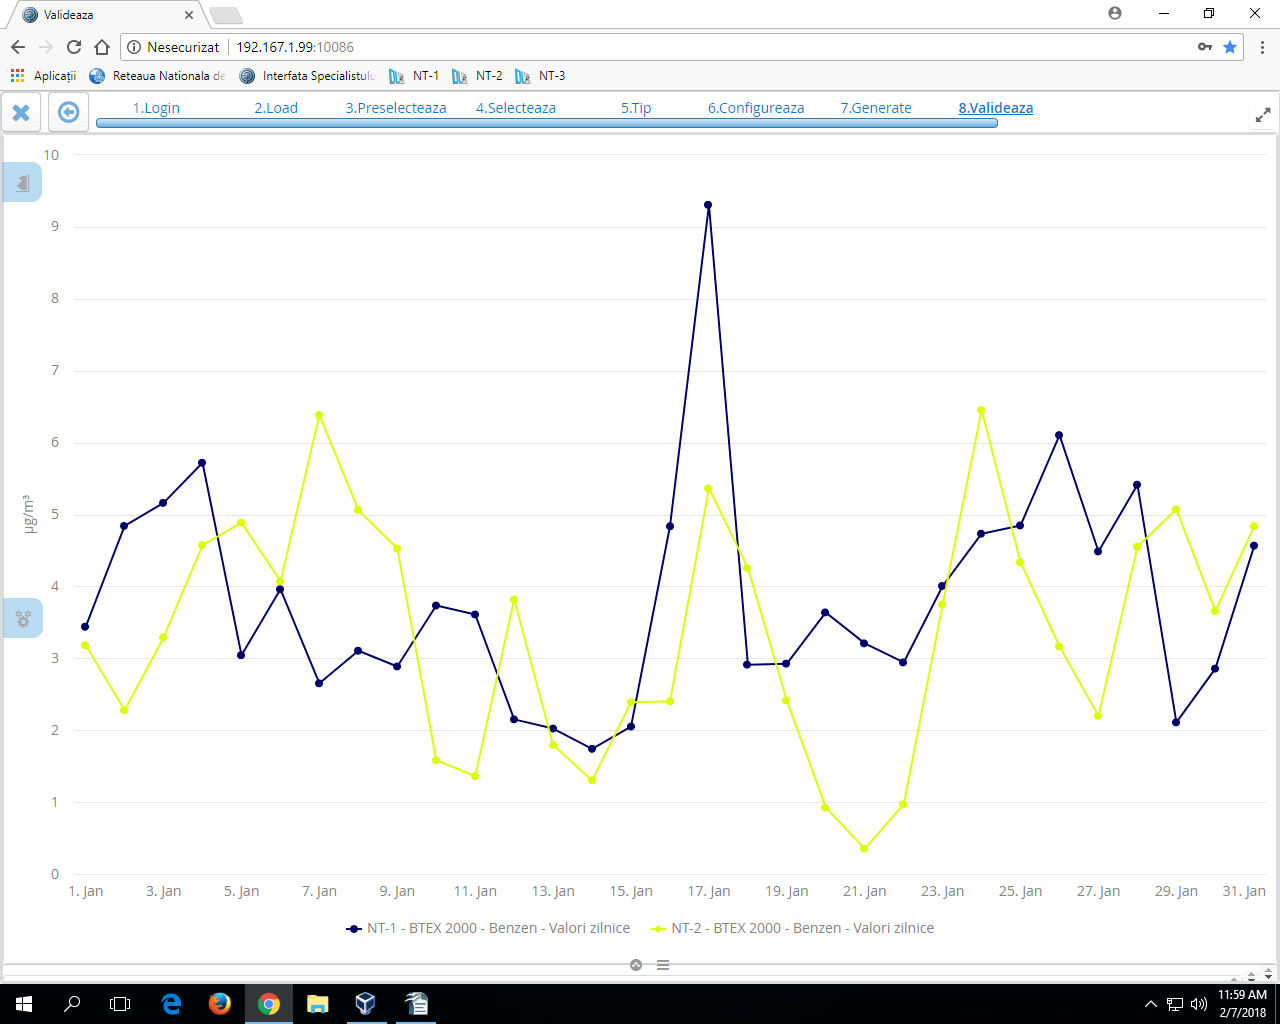 Valideaza
Nesecurizat 192.167.1.99:10086
Aplicații Reteaua Nationala de Interfata Specialistulu NT-1 NT-2 NT-3
1.Login 2.Load 3.Preselecteaza 4.Selecteaza 5.Tip 6.Configureaza 7.Generate 8.Valideaza
10
9
8
7
6
5
4
3
2
1
0
µg/m³
1. Jan 3. Jan 5. Jan 7. Jan 9. Jan 11. Jan 13. Jan 15. Jan 17. Jan 19. Jan 21. Jan 23. Jan 25. Jan 27. Jan 29. Jan 31. Jan
NT-1 - BTEX 2000 - Benzen - Valori zilnice NT-2 - BTEX 2000 - Benzen - Valori zilnice
11:59 AM
2/7/2018